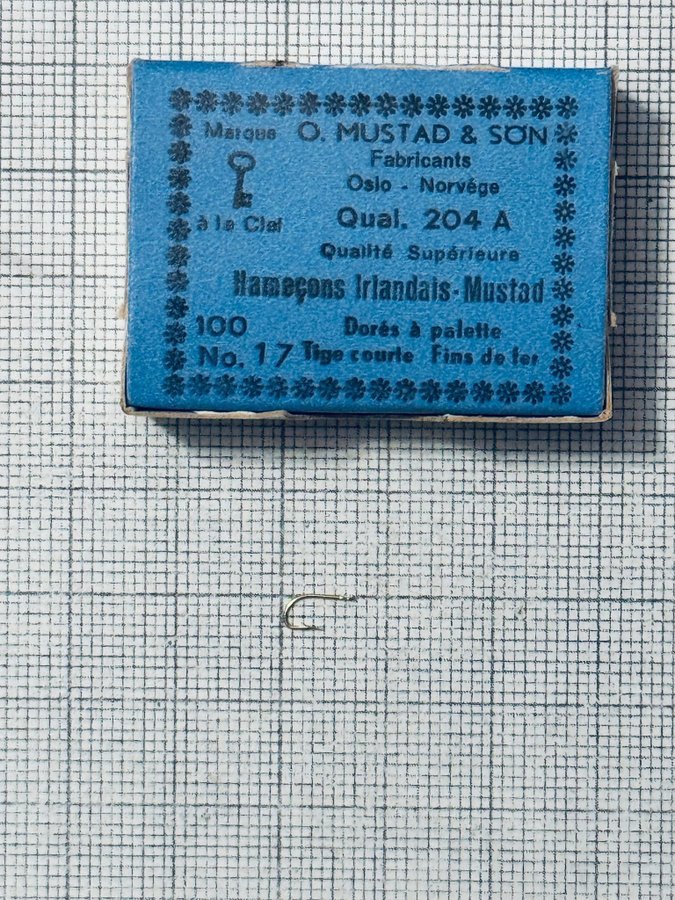 Marque O. MUSTAD & SØN
Fabricants
Oslo - Norvége
à la Clef Qual. 204 A
Qualité Supérieure
Hameçons Irlandais-Mustad
100 Dorés à palette
No. 17 Tige courte Fins de fer